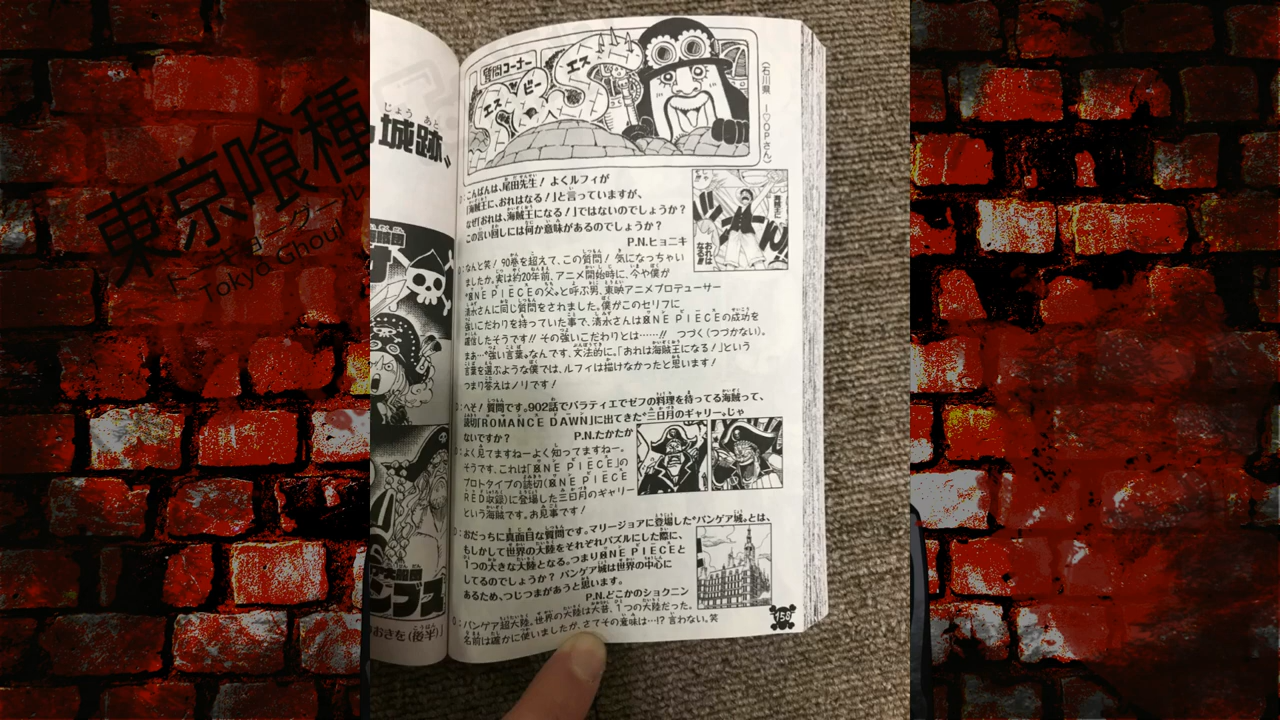 東京喰種
トーキョーグール
Tokyo Ghoul
城跡〟
じょう あと
おきを(後半)」
質問コーナー
エス
ビー
エス
(石川県 I♡OPさん)
D:こんばんは、尾田先生! よくルフィが
「海賊王に、おれはなる!」と言っていますが、
なぜ「おれは、海賊王になる!」ではないのでしょうか?
この言い回しには何か意味があるのでしょうか?
P.N.ヒョニキ
海賊王に
おれは
なる!!
O:なんと笑! 90巻を超えて、この質問! 気になっちゃい
ましたか。実は約20年前、アニメ開始時に、今や僕が
〝ONE PIECEの父〟と呼ぶ男、東映アニメプロデューサー
清水さんに同じ質問をされました。僕がこのセリフに
強いこだわりを持っていた事で、清水さんはONE PIECEの成功を
確信したそうです!! その強いこだわりとは……!! つづく(つづかない)。
まあ…〝強い言葉〟なんです、文法的に。「おれは海賊王になる!」という
言葉を選ぶような僕では、ルフィは描けなかったと思います!
つまり答えはノリです!
D:へそ! 質問です。902話でバラティエでゼフの料理を待ってる海賊って、
読切「ROMANCE DAWN」に出てきた〝三日月のギャリー〟じゃ
ないですか? P.N.たかたか
O:よく見てますねーよく知ってますねー。
そうです、これは「ONE PIECE」の
プロトタイプの読切(ONE PIECE
RED収録)に登場した三日月のギャリー
という海賊です。お見事です!
D:おだっちに真面目な質問です。マリージョアに登場した〝パンゲア城〟とは、
もしかして世界の大陸をそれぞれパズルにした際に、
1つの大きな大陸となる。つまりONE PIECEと
してるのでしょうか? パンゲア城は世界の中心に
あるため、つじつまがあうと思います。
P.N.どこかのショクニン
O:パンゲア超大陸。世界の大陸は大昔、1つの大陸だった。
名前は確かに使いましたが、さてその意味は…!? 言わない。笑
159